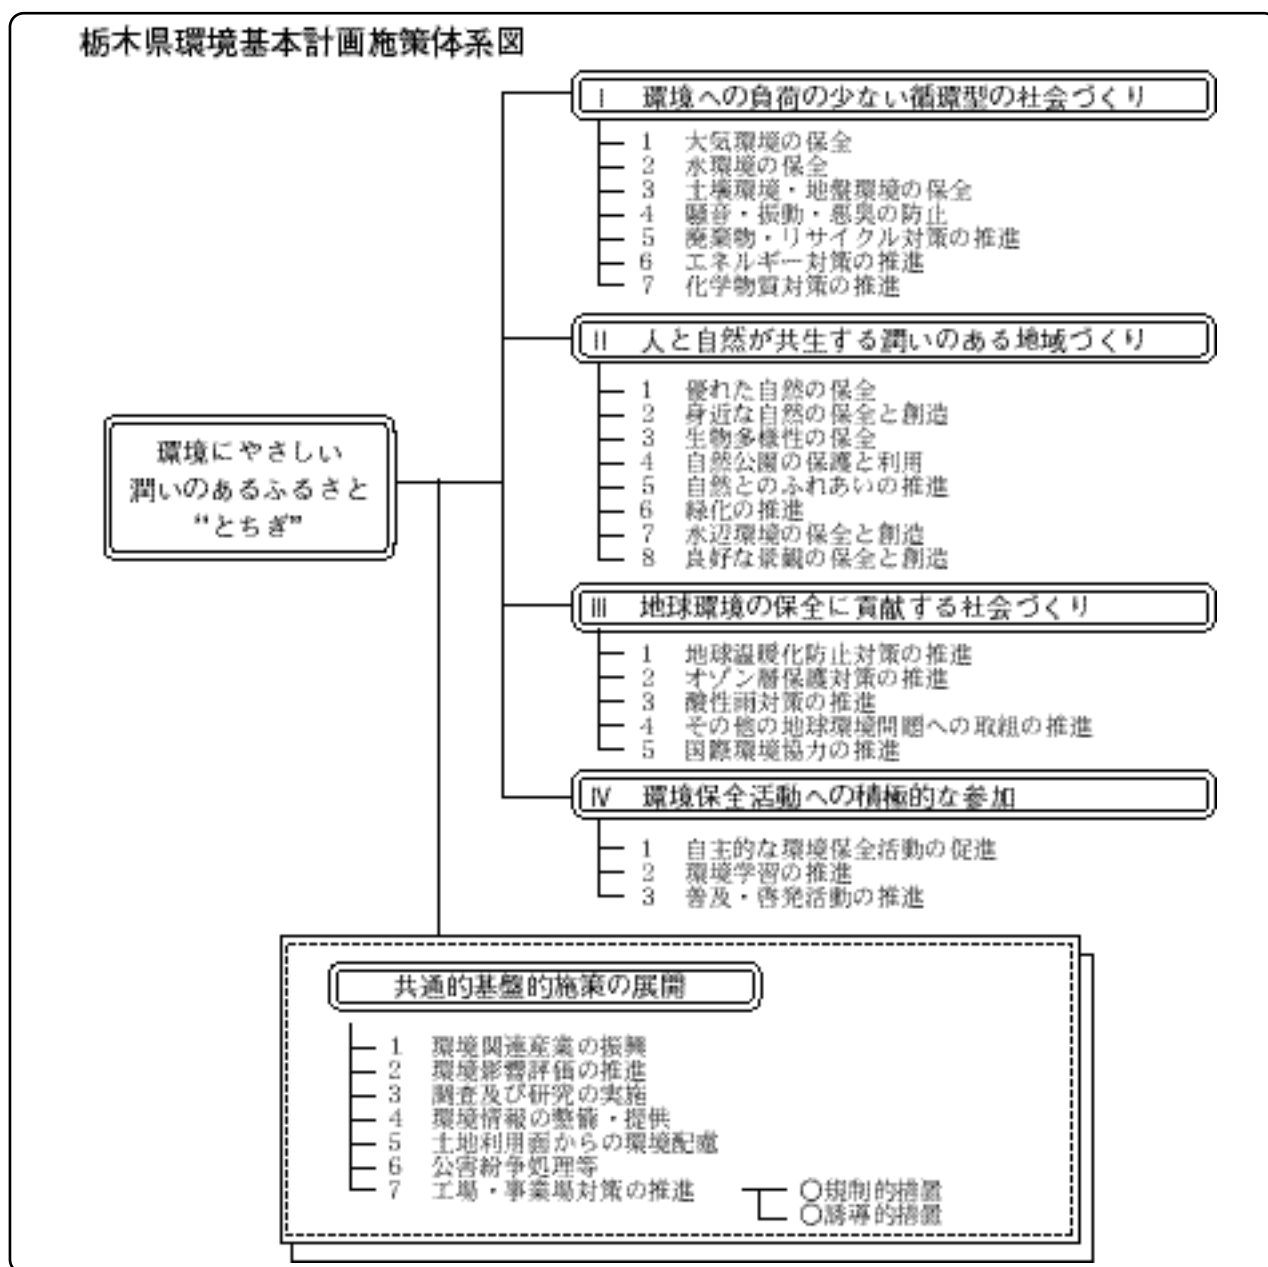 栃木県環境基本計画施策体系図
環境にやさしい
潤いのあるふるさと
“とちぎ”
Ⅰ 環境への負荷の少ない循環型の社会づくり
1 大気環境の保全
2 水環境の保全
3 土壌環境・地盤環境の保全
4 騒音・振動・悪臭の防止
5 廃棄物・リサイクル対策の推進
6 エネルギー対策の推進
7 化学物質対策の推進
Ⅱ 人と自然が共生する潤いのある地域づくり
1 優れた自然の保全
2 身近な自然の保全と創造
3 生物多様性の保全
4 自然公園の保護と利用
5 自然とのふれあいの推進
6 緑化の推進
7 水辺環境の保全と創造
8 良好な景観の保全と創造
Ⅲ 地球環境の保全に貢献する社会づくり
1 地球温暖化防止対策の推進
2 オゾン層保護対策の推進
3 酸性雨対策の推進
4 その他の地球環境問題への取組の推進
5 国際環境協力の推進
Ⅳ 環境保全活動への積極的な参加
1 自主的な環境保全活動の促進
2 環境学習の推進
3 普及・啓発活動の推進
共通的基盤的施策の展開
1 環境関連産業の振興
2 環境影響評価の推進
3 調査及び研究の実施
4 環境情報の整備・提供
5 土地利用面からの環境配慮
6 公害紛争処理等
7 工場・事業場対策の推進
○規制的措置
○誘導的措置